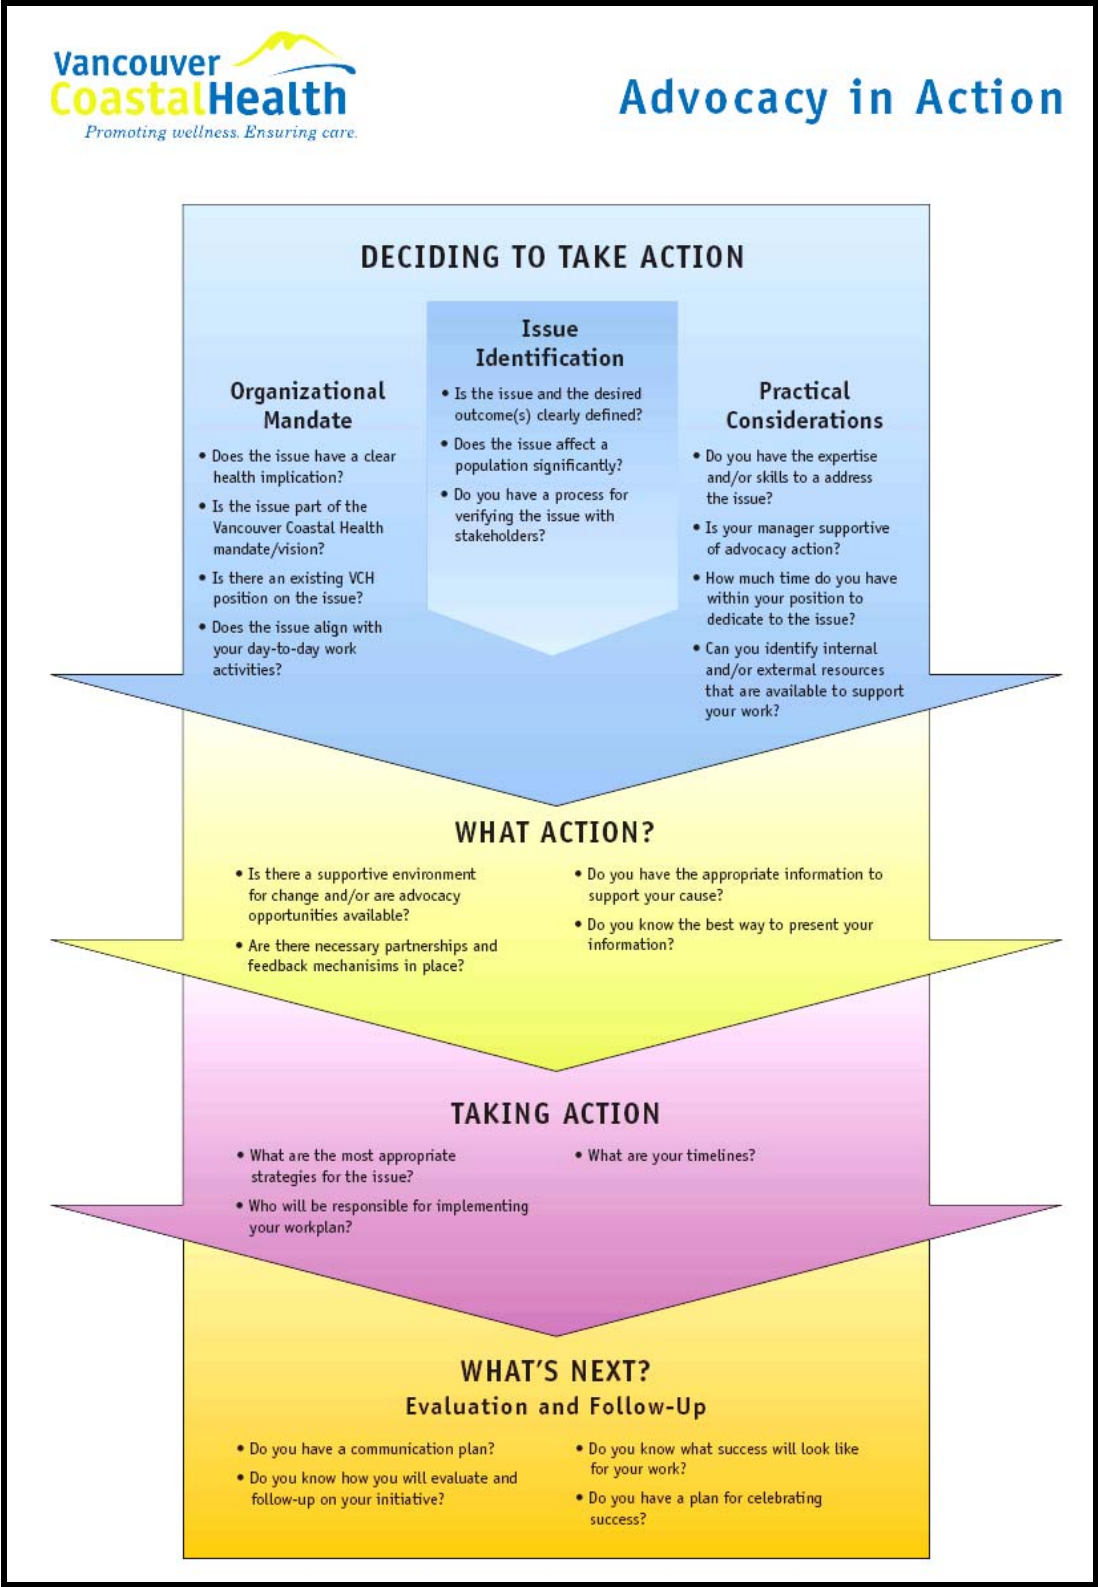 Vancouver
CoastalHealth
Promoting wellness. Ensuring care.
Advocacy in Action
DECIDING TO TAKE ACTION
Organizational
Mandate
• Does the issue have a clear
health implication?
• Is the issue part of the
Vancouver Coastal Health
mandate/vision?
• Is there an existing VCH
position on the issue?
• Does the issue align with
your day-to-day work
activities?
Issue
Identification
• Is the issue and the desired
outcome(s) clearly defined?
• Does the issue affect a
population significantly?
• Do you have a process for
verifying the issue with
stakeholders?
Practical
Considerations
• Do you have the expertise
and/or skills to a address
the issue?
• Is your manager supportive
of advocacy action?
• How much time do you have
within your position to
dedicate to the issue?
• Can you identify internal
and/or extermal resources
that are available to support
your work?
WHAT ACTION?
• Is there a supportive environment
for change and/or are advocacy
opportunities available?
• Are there necessary partnerships and
feedback mechanisims in place?
• Do you have the appropriate information to
support your cause?
• Do you know the best way to present your
information?
TAKING ACTION
• What are the most appropriate
strategies for the issue?
• Who will be responsible for implementing
your workplan?
• What are your timelines?
WHAT'S NEXT?
Evaluation and Follow-Up
• Do you have a communication plan?
• Do you know how you will evaluate and
follow-up on your initiative?
• Do you know what success will look like
for your work?
• Do you have a plan for celebrating
success?